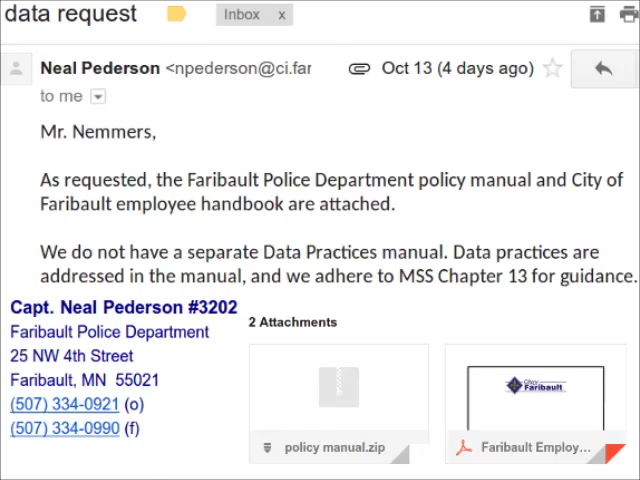 data request
Inbox x
Neal Pederson <npederson@ci.far
Oct 13 (4 days ago)
to me
Mr. Nemmers,
As requested, the Faribault Police Department policy manual and City of
Faribault employee handbook are attached.
We do not have a separate Data Practices manual. Data practices are
addressed in the manual, and we adhere to MSS Chapter 13 for guidance.
Capt. Neal Pederson #3202
Faribault Police Department
25 NW 4th Street
Faribault, MN 55021
(507) 334-0921 (o)
(507) 334-0990 (f)
2 Attachments
Faribault
policy manual.zip
Faribault Employ...